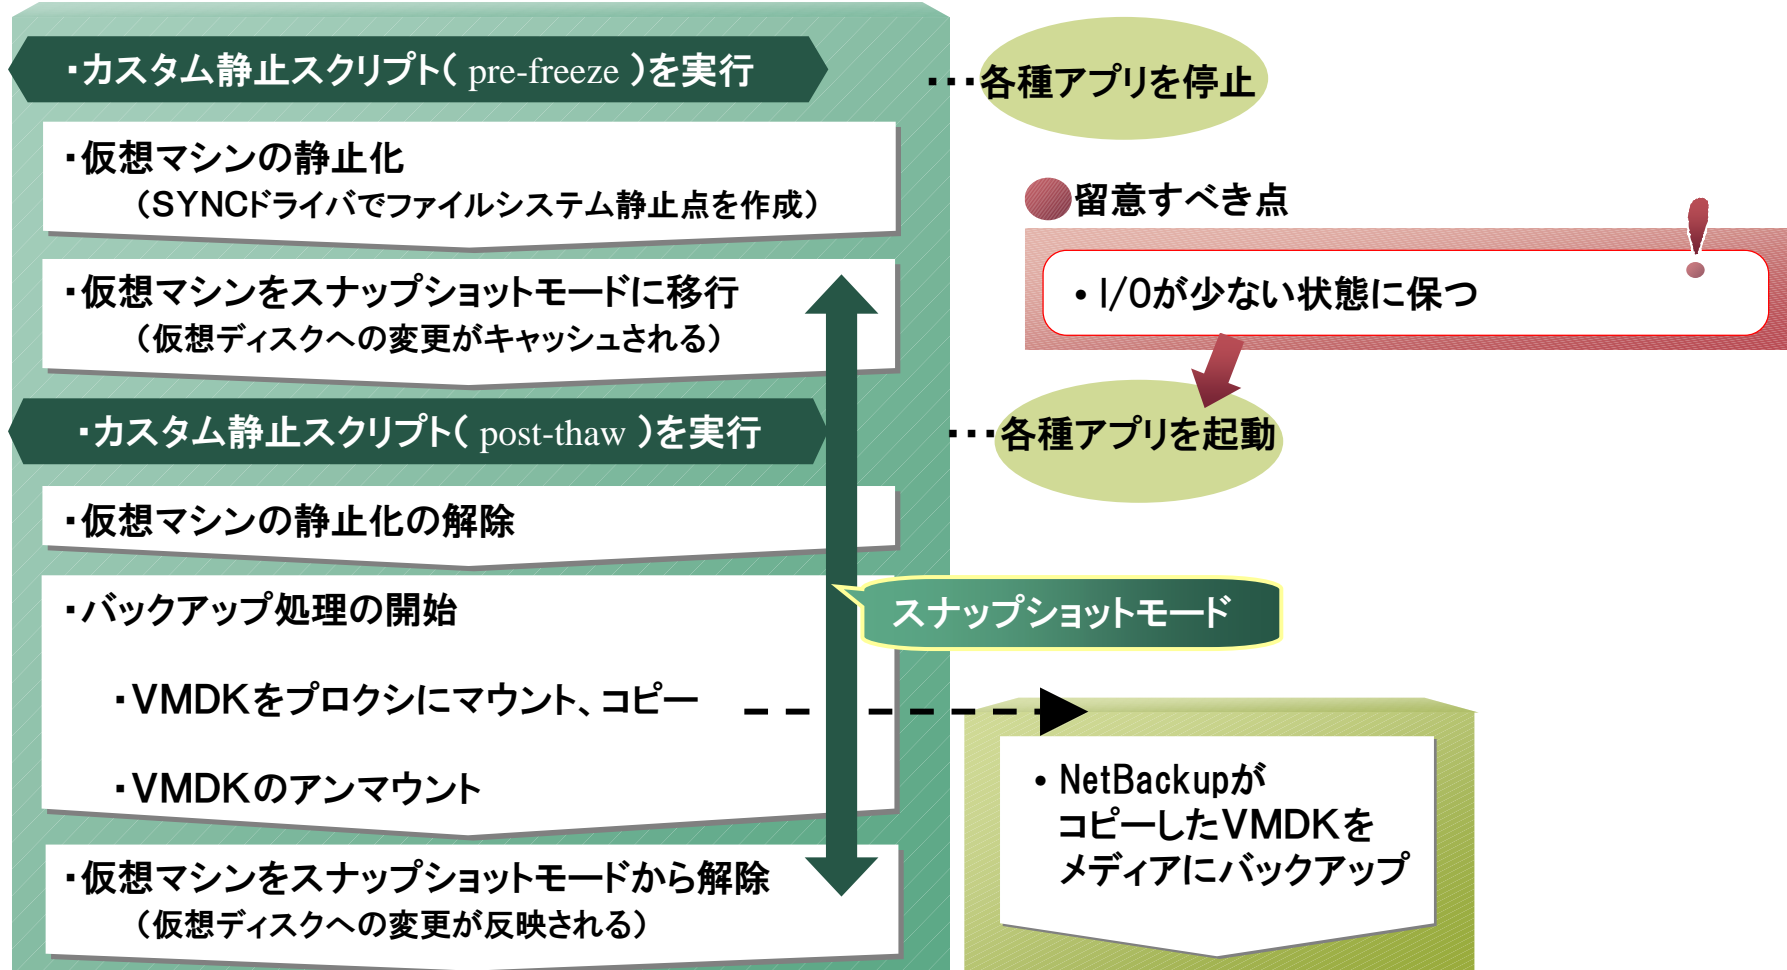 ・カスタム静止スクリプト( pre-freeze )を実行
・・・各種アプリを停止
・仮想マシンの静止化
(SYNCドライバでファイルシステム静止点を作成)
●留意すべき点
!
・仮想マシンをスナップショットモードに移行
(仮想ディスクへの変更がキャッシュされる)
• I/Oが少ない状態に保つ
・カスタム静止スクリプト( post-thaw )を実行
・・・各種アプリを起動
・仮想マシンの静止化の解除
・バックアップ処理の開始
スナップショットモード
・VMDKをプロクシにマウント、コピー
・VMDKのアンマウント
• NetBackupが
コピーしたVMDKを
メディアにバックアップ
・仮想マシンをスナップショットモードから解除
(仮想ディスクへの変更が反映される)